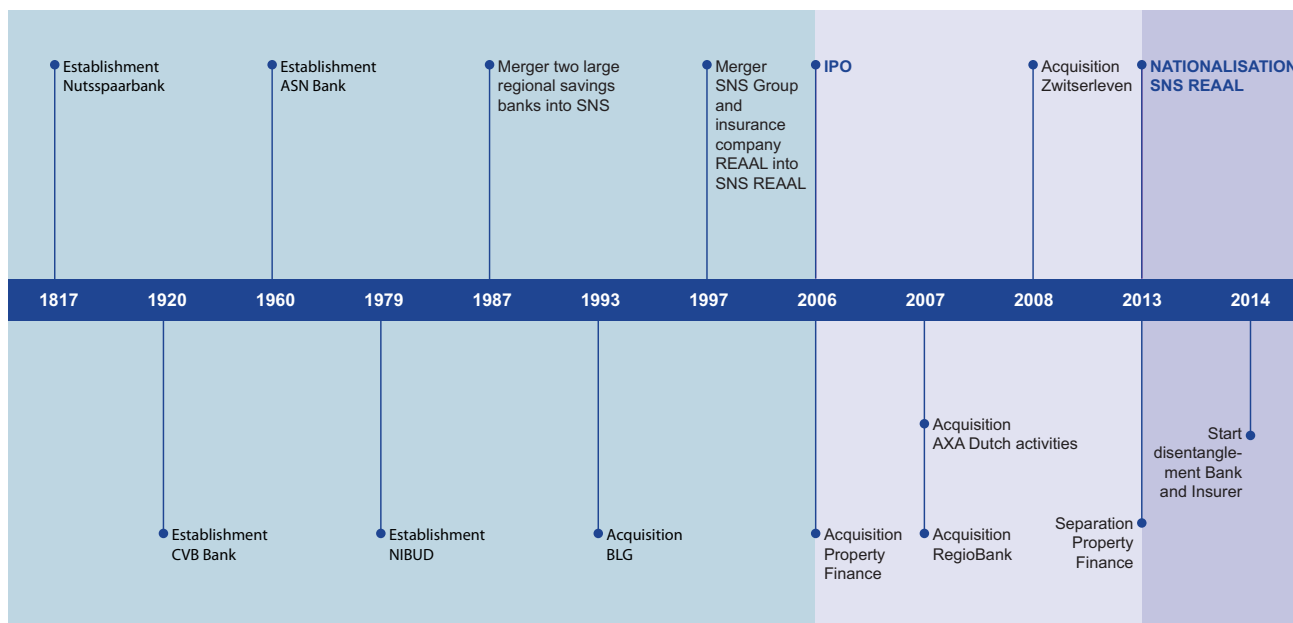 Establishment
Nutsspaarbank
Establishment
ASN Bank
Merger two large
regional savings
banks into SNS
Merger
SNS Group
and
insurance
company
REAAL into
SNS REAAL
IPO
Acquisition
Zwitserleven
NATIONALISATION
SNS REAAL
1817
1920
1960
1979
1987
1993
1997
2006
2007
2008
2013
2014
Establishment
CVB Bank
Establishment
NIBUD
Acquisition
BLG
Acquisition
Property
Finance
Acquisition
AXA Dutch activities
Acquisition
RegioBank
Separation
Property
Finance
Start
disentangle-
ment Bank
and Insurer